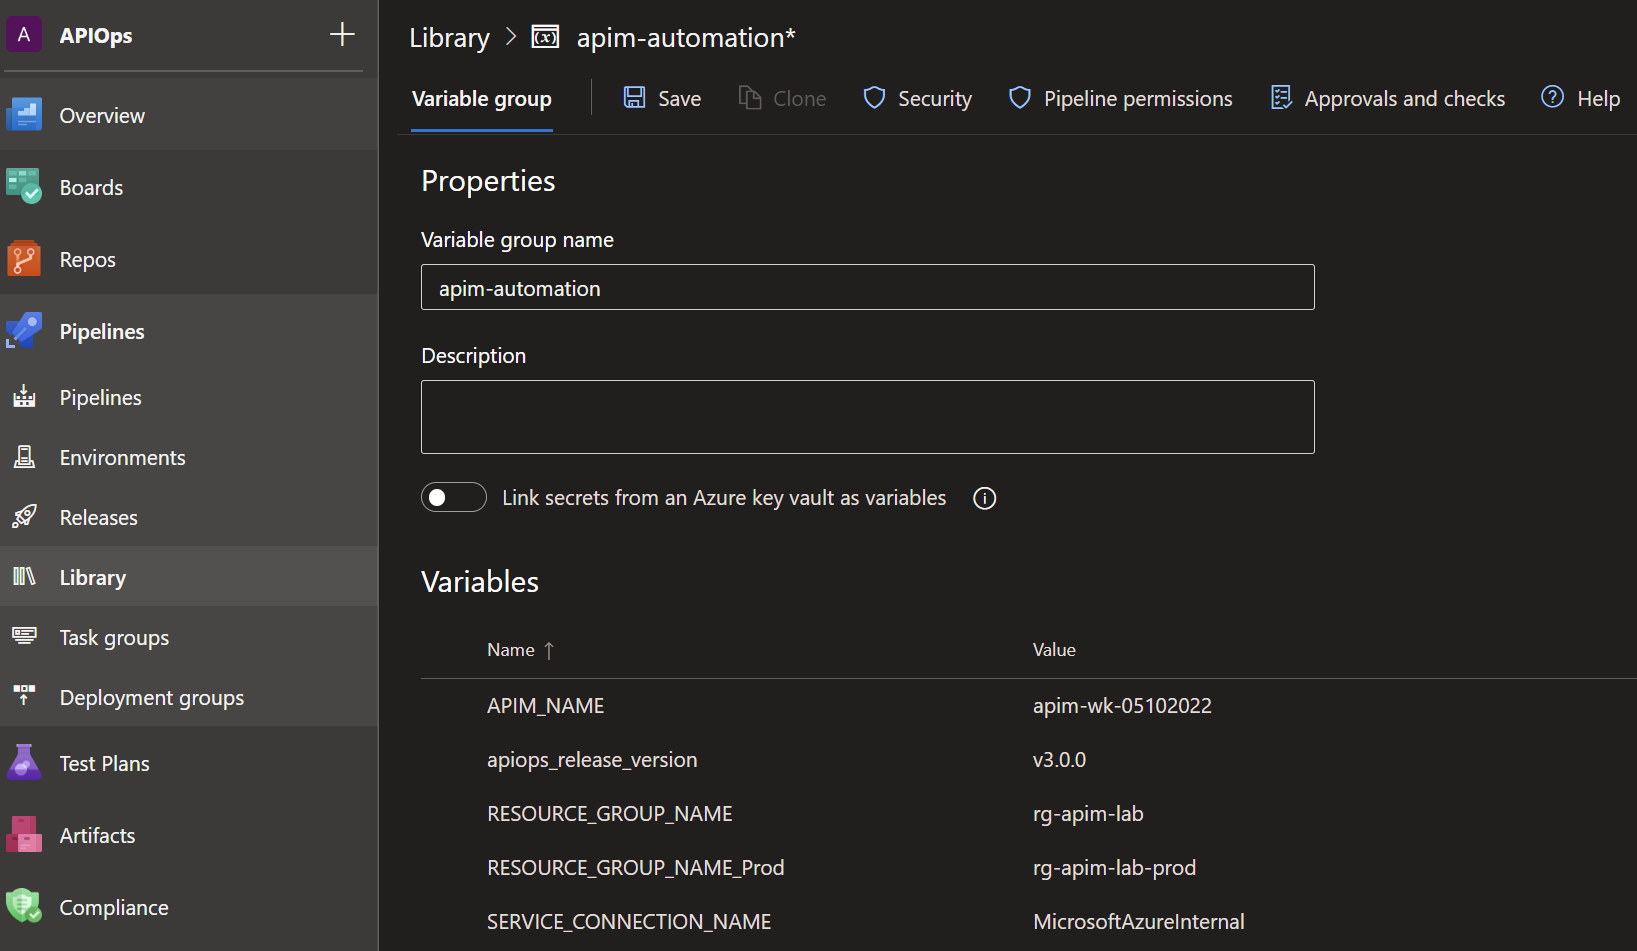 A APIOps
Overview
Boards
Repos
Pipelines
Pipelines
Environments
Releases
Library
Task groups
Deployment groups
Test Plans
Artifacts
Compliance
Library > (x) apim-automation*
Variable group Save Clone Security Pipeline permissions Approvals and checks ? Help
Properties
Variable group name
apim-automation
Description
Link secrets from an Azure key vault as variables
Variables
Name ↑ Value
APIM_NAME apim-wk-05102022
apiops_release_version v3.0.0
RESOURCE_GROUP_NAME rg-apim-lab
RESOURCE_GROUP_NAME_Prod rg-apim-lab-prod
SERVICE_CONNECTION_NAME MicrosoftAzureInternal